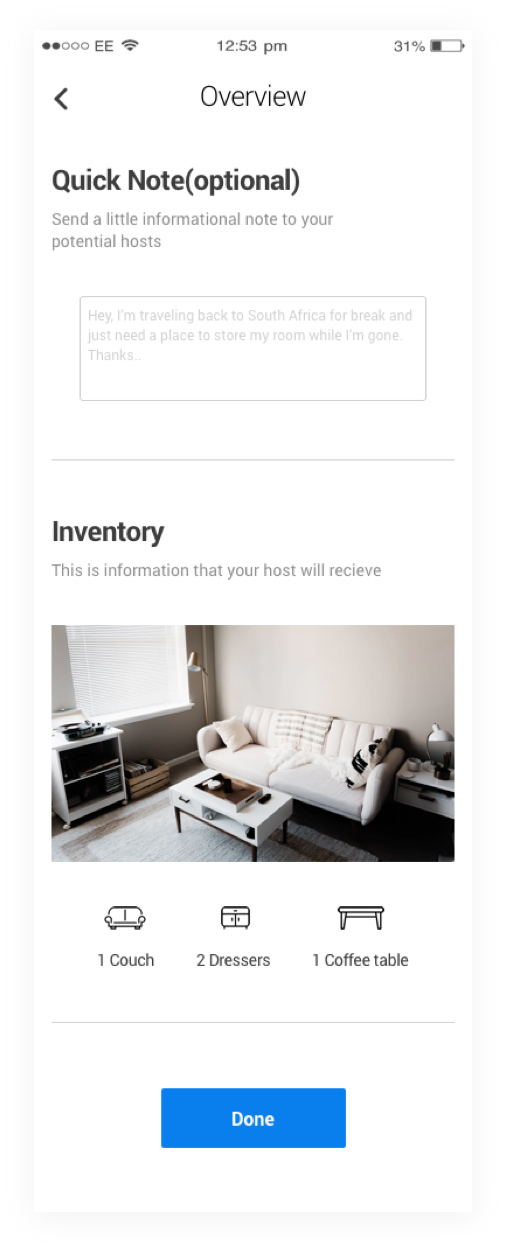 EE 12:53 pm 31%
Overview
Quick Note(optional)
Send a little informational note to your
potential hosts
Hey, I'm traveling back to South Africa for break and
just need a place to store my room while I'm gone.
Thanks..
Inventory
This is information that your host will recieve
1 Couch 2 Dressers 1 Coffee table
Done